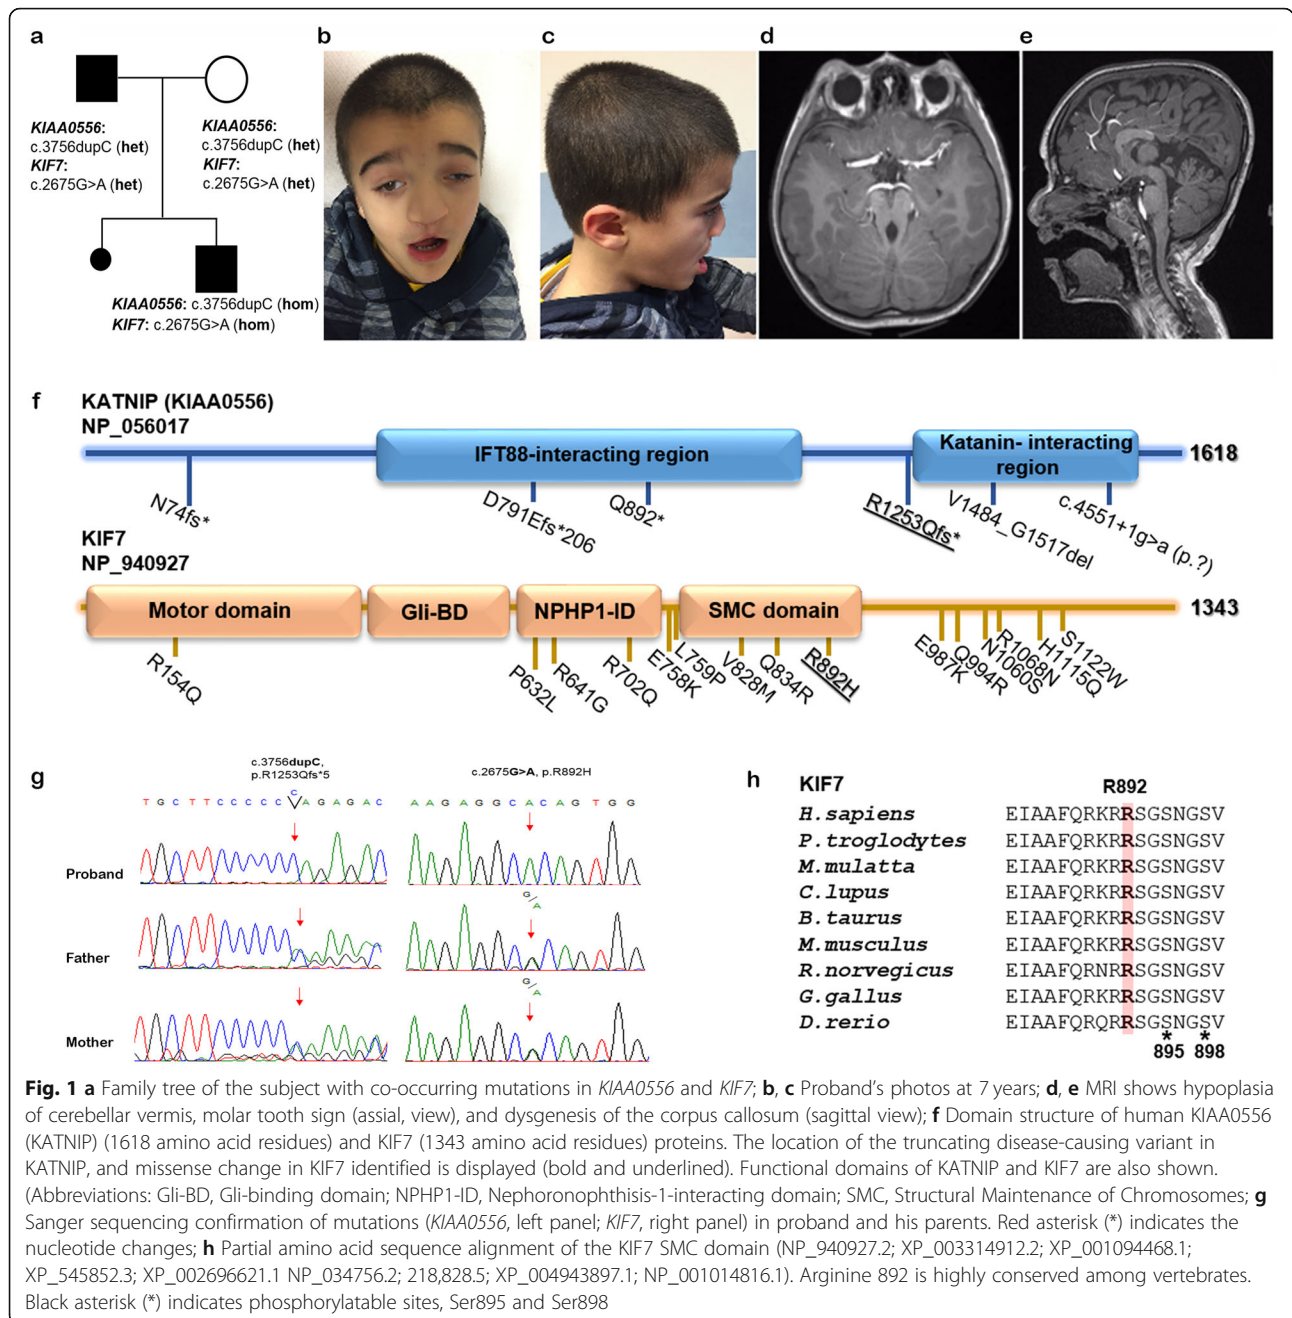 a
b
c
d
e
KIAA0556:
c.3756dupC (het)
KIF7:
c.2675G>A (het)
KIAA0556:
c.3756dupC (het)
KIF7:
c.2675G>A (het)
KIAA0556: c.3756dupC (hom)
KIF7: c.2675G>A (hom)
f
KATNIP (KIAA0556)
NP_056017
IFT88-interacting region
Katanin- interacting
region
1618
N74fs*
D791Efs*206
Q892*
R1253Qfs*
V1484_G1517del
c.4551+1g>a (p.?)
KIF7
NP_940927
Motor domain
Gli-BD
NPHP1-ID
SMC domain
1343
R154Q
P632L
R641G
R702Q
E758K
L759P
V828M
Q834R
R892H
E987K
Q994R
N1060S
R1068N
H1115Q
S1122W
g
c.3756dupC,
p.R1253Qfs*5
c.2675G>A, p.R892H
C
T G C T T C C C C C A G A G A C
A A G A G G C A C A G T G G
Proband
G/A
Father
G/A
Mother
h
KIF7
R892
H.sapiens EIAAFQRKRRSGSNGSV
P.troglodytes EIAAFQRKRRSGSNGSV
M.mulatta EIAAFQRKRRSGSNGSV
C.lupus EIAAFQRKRRSGSNGSV
B.taurus EIAAFQRKRRSGSNGSV
M.musculus EIAAFQRKRRSGSNGSV
R.norvegicus EIAAFQRNRRSGSNGSV
G.gallus EIAAFQRKRRSGSNGSV
D.rerio EIAAFQRQRRSGSNGSV
* *
895 898
Fig. 1 a Family tree of the subject with co-occurring mutations in KIAA0556 and KIF7; b, c Proband's photos at 7 years; d, e MRI shows hypoplasia
of cerebellar vermis, molar tooth sign (assial, view), and dysgenesis of the corpus callosum (sagittal view); f Domain structure of human KIAA0556
(KATNIP) (1618 amino acid residues) and KIF7 (1343 amino acid residues) proteins. The location of the truncating disease-causing variant in
KATNIP, and missense change in KIF7 identified is displayed (bold and underlined). Functional domains of KATNIP and KIF7 are also shown.
(Abbreviations: Gli-BD, Gli-binding domain; NPHP1-ID, Nephoronophthisis-1-interacting domain; SMC, Structural Maintenance of Chromosomes; g
Sanger sequencing confirmation of mutations (KIAA0556, left panel; KIF7, right panel) in proband and his parents. Red asterisk (*) indicates the
nucleotide changes; h Partial amino acid sequence alignment of the KIF7 SMC domain (NP_940927.2; XP_003314912.2; XP_001094468.1;
XP_545852.3; XP_002696621.1 NP_034756.2; 218,828.5; XP_004943897.1; NP_001014816.1). Arginine 892 is highly conserved among vertebrates.
Black asterisk (*) indicates phosphorylatable sites, Ser895 and Ser898